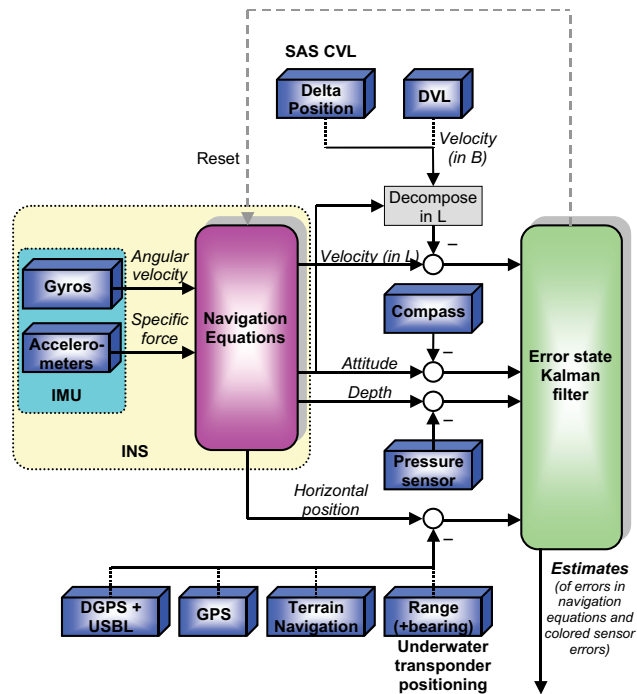 SAS CVL
Delta
Position
DVL
Velocity
(in B)
Reset
Decompose
in L
Angular
velocity
Velocity (in L)
Gyros
Compass
Specific
force
Navigation
Equations
Accelero-
meters
Error state
Kalman
filter
Attitude
IMU
Depth
INS
Pressure
sensor
Horizontal
position
DGPS +
USBL
GPS
Terrain
Navigation
Range
(+bearing)
Underwater
transponder
positioning
Estimates
(of errors in
navigation
equations and
colored sensor
errors)